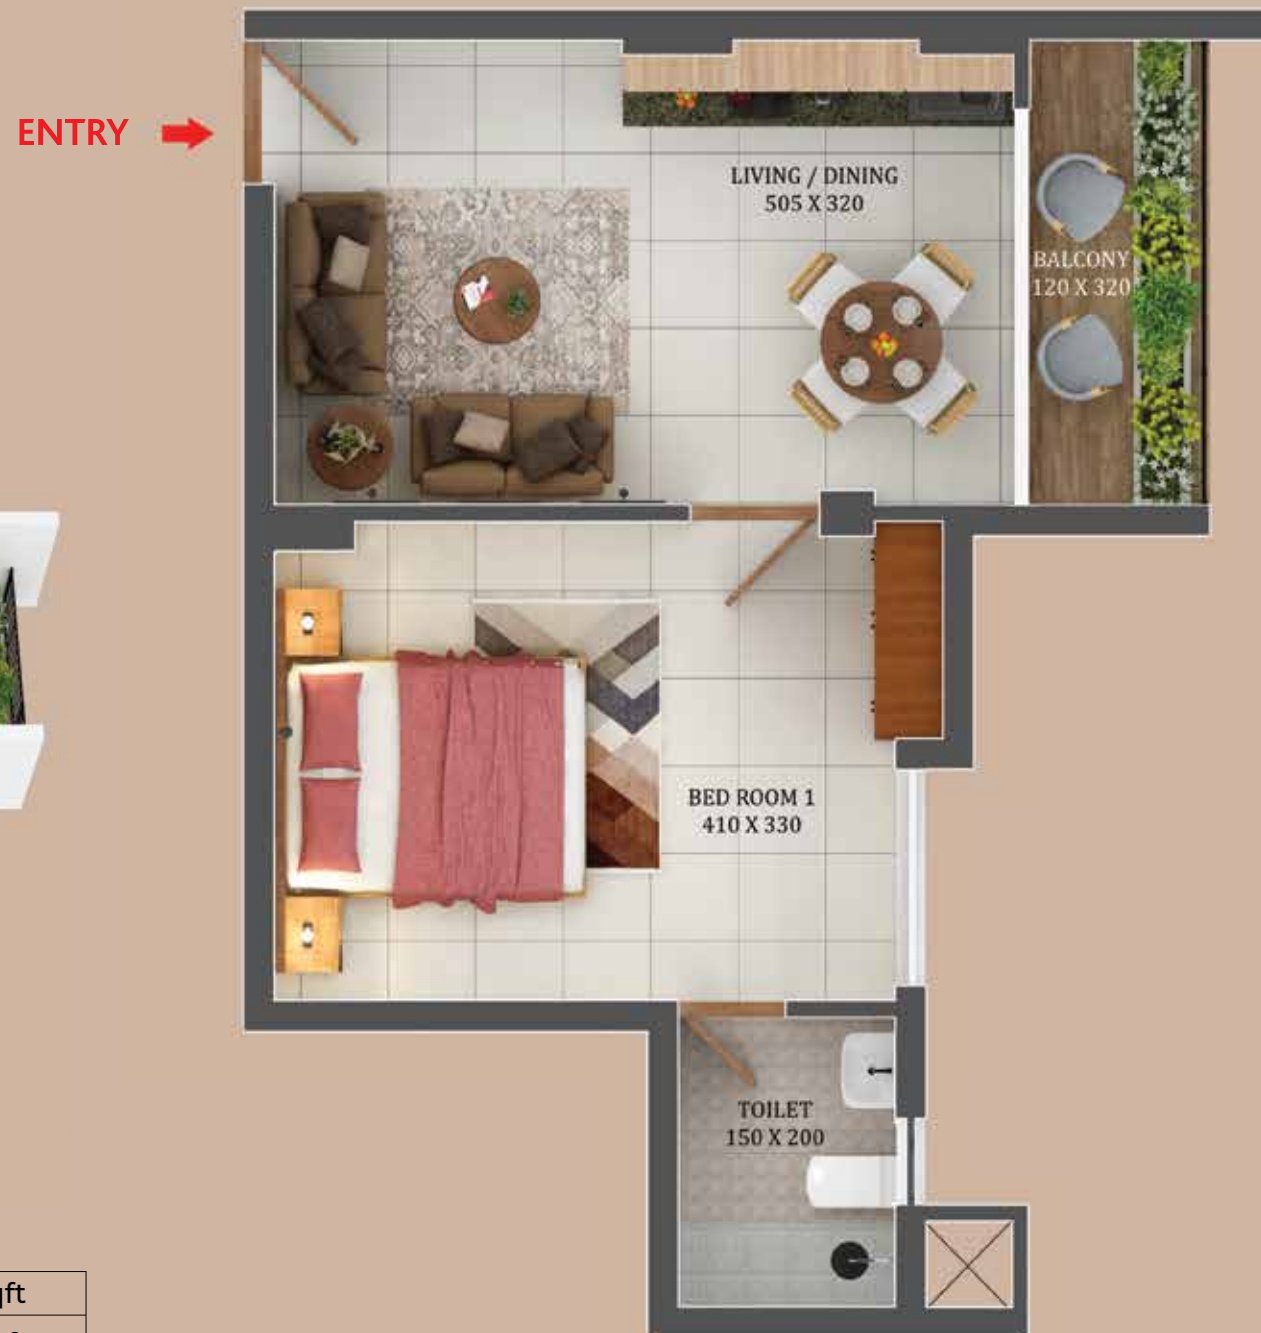 ENTRY
LIVING / DINING
505 X 320
BALCONY
120 X 320
BED ROOM 1
410 X 330
TOILET
150 X 200